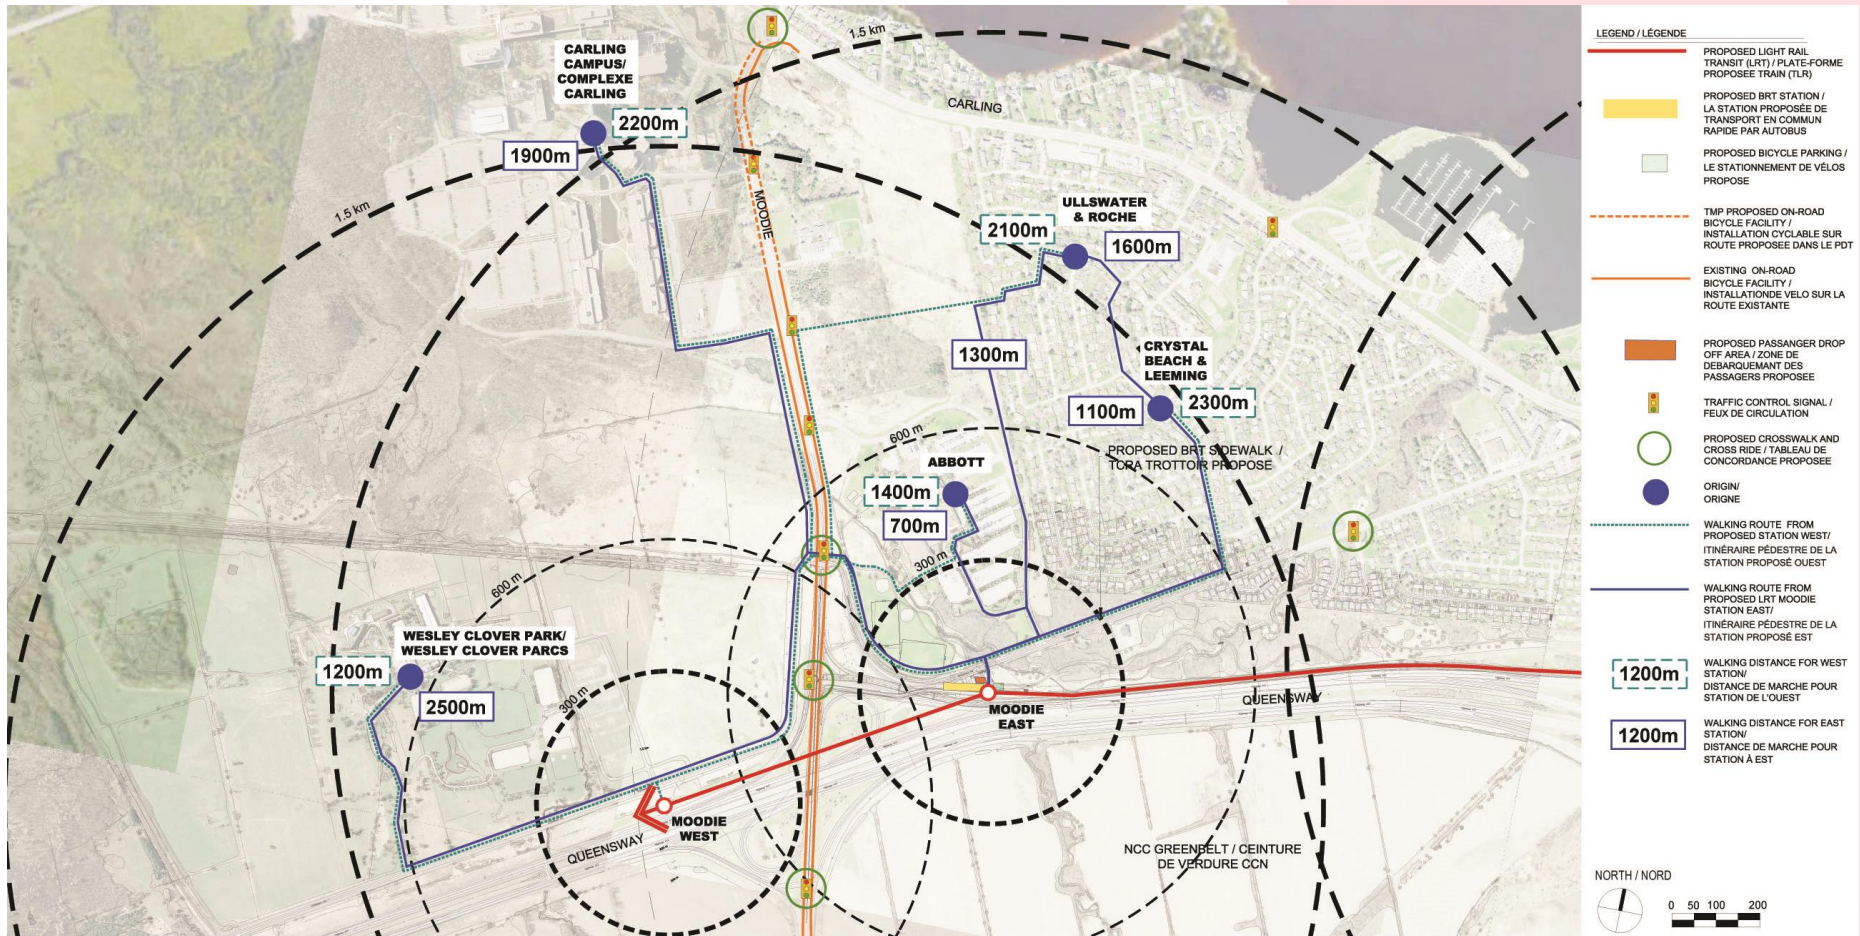 1.5 km
CARLING
CAMPUS/
COMPLEXE
CARLING
2200m
1900m
CARLING
1.5 km
MOODIE
ULLSWATER
& ROCHE
2100m
1600m
1300m
CRYSTAL
BEACH &
LEEMING
2300m
1100m
600 m
PROPOSED BRT SIDEWALK /
TORA TROTTOIR PROPOSE
ABBOTT
1400m
700m
300 m
600 m
WESLEY CLOVER PARK/
WESLEY CLOVER PARCS
1200m
2500m
300 m
QUEENSWAY
MOODIE
EAST
MOODIE
WEST
QUEENSWAY
NCC GREENBELT / CEINTURE
DE VERDURE CCN
LEGEND / LÉGENDE
PROPOSED LIGHT RAIL
TRANSIT (LRT) / PLATE-FORME
PROPOSEE TRAIN (TLR)
PROPOSED BRT STATION /
LA STATION PROPOSÉE DE
TRANSPORT EN COMMUN
RAPIDE PAR AUTOBUS
PROPOSED BICYCLE PARKING /
LE STATIONNEMENT DE VÉLOS
PROPOSE
TMP PROPOSED ON-ROAD
BICYCLE FACILITY /
INSTALLATION CYCLABLE SUR
ROUTE PROPOSEE DANS LE PDT
EXISTING ON-ROAD
BICYCLE FACILITY /
INSTALLATIONDE VELO SUR LA
ROUTE EXISTANTE
PROPOSED PASSANGER DROP
OFF AREA / ZONE DE
DEBARQUEMANT DES
PASSAGERS PROPOSEE
TRAFFIC CONTROL SIGNAL /
FEUX DE CIRCULATION
PROPOSED CROSSWALK AND
CROSS RIDE / TABLEAU DE
CONCORDANCE PROPOSEE
ORIGIN/
ORIGNE
WALKING ROUTE FROM
PROPOSED STATION WEST/
ITINÉRAIRE PÉDESTRE DE LA
STATION PROPOSÉ OUEST
WALKING ROUTE FROM
PROPOSED LRT MOODIE
STATION EAST/
ITINÉRAIRE PÉDESTRE DE LA
STATION PROPOSÉ EST
1200m
WALKING DISTANCE FOR WEST
STATION/
DISTANCE DE MARCHE POUR
STATION DE L'OUEST
1200m
WALKING DISTANCE FOR EAST
STATION/
DISTANCE DE MARCHE POUR
STATION À EST
NORTH / NORD
0 50 100 200